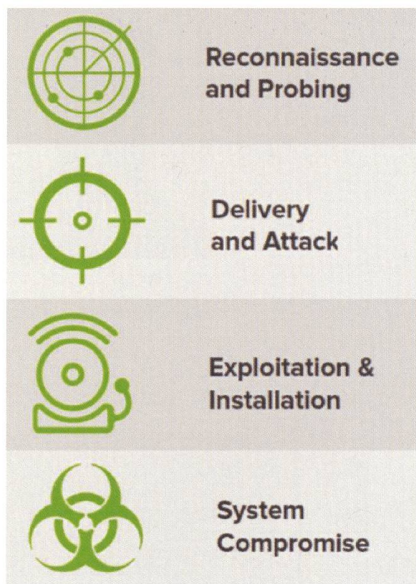 Reconnaissance
and Probing
Delivery
and Attack
Exploitation &
Installation
System
Compromise